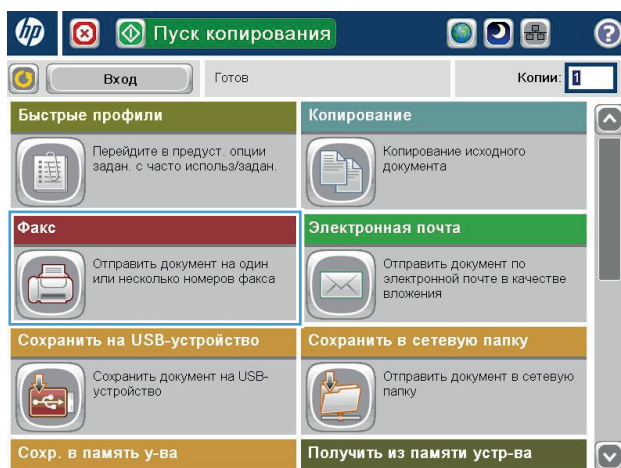 hp
Пуск копирования
?
Вход
Готов
Копии: 1
Быстрые профили
Перейдите в предуст. опции
задан. с часто использ/задан.
Копирование
Копирование исходного
документа
Факс
Отправить документ на один
или несколько номеров факса
Электронная почта
Отправить документ по
электронной почте в качестве
вложения
Сохранить на USB-устройство
Сохранить документ на USB-
устройство
Сохранить в сетевую папку
Отправить документ в сетевую
папку
Сохр. в память у-ва
Получить из памяти устр-ва